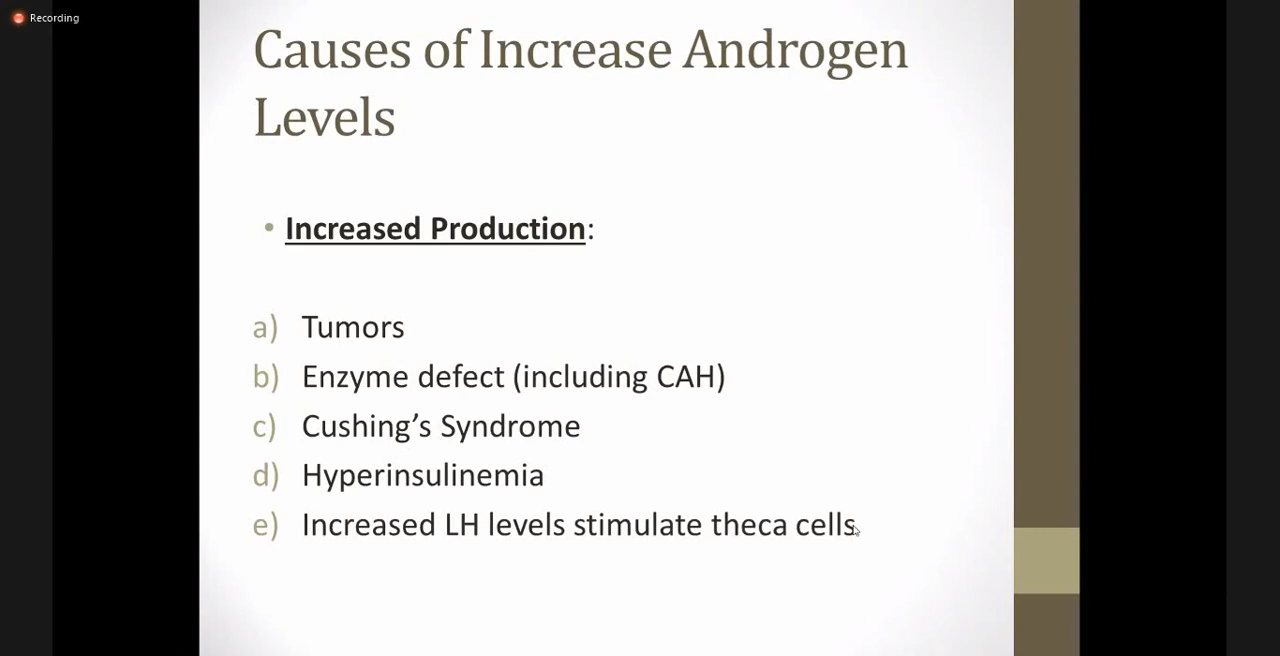 Recording
Causes of Increase Androgen
Levels
• Increased Production:
a) Tumors
b) Enzyme defect (including CAH)
c) Cushing’s Syndrome
d) Hyperinsulinemia
e) Increased LH levels stimulate theca cells